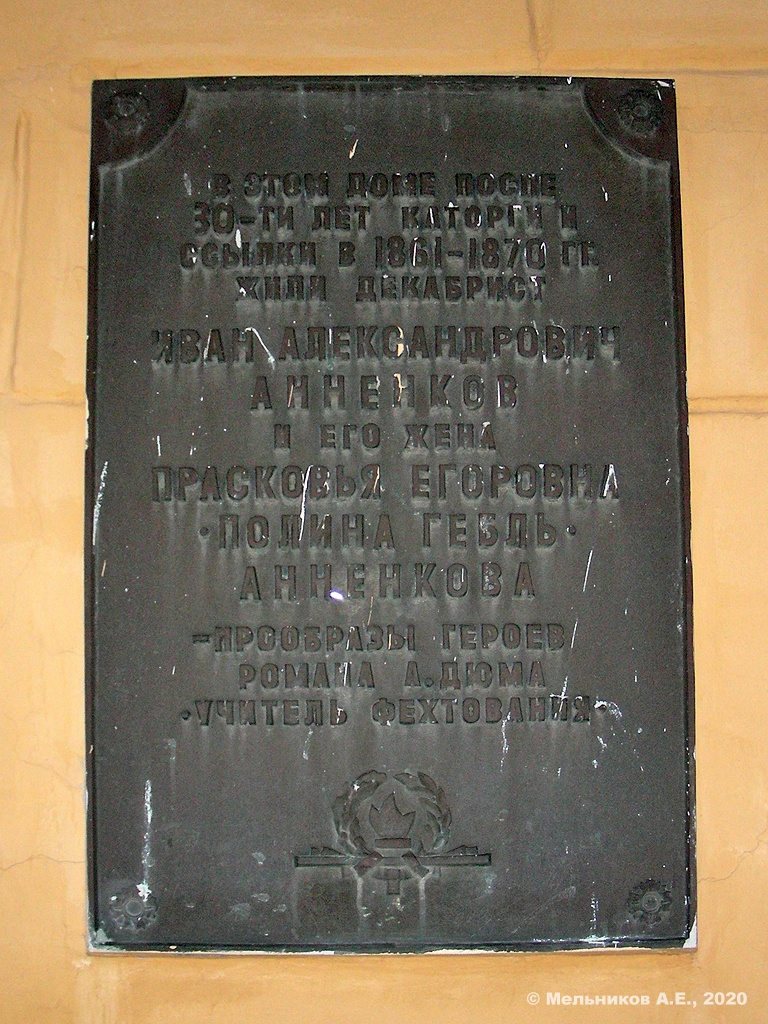 В ЭТОМ ДОМЕ ПОСЛЕ
30-ТИ ЛЕТ КАТОРГИ И
ССЫЛКИ В 1861-1870 ГГ.
ЖИЛИ ДЕКАБРИСТ
ИВАН АЛЕКСАНДРОВИЧ
АННЕНКОВ
И ЕГО ЖЕНА
ПРАСКОВЬЯ ЕГОРОВНА
·ПОЛИНА ГЕБЛЬ·
АННЕНКОВА
-ПРООБРАЗЫ ГЕРОЕВ
РОМАНА А.ДЮМА
·УЧИТЕЛЬ ФЕХТОВАНИЯ·
© Мельников А.Е., 2020